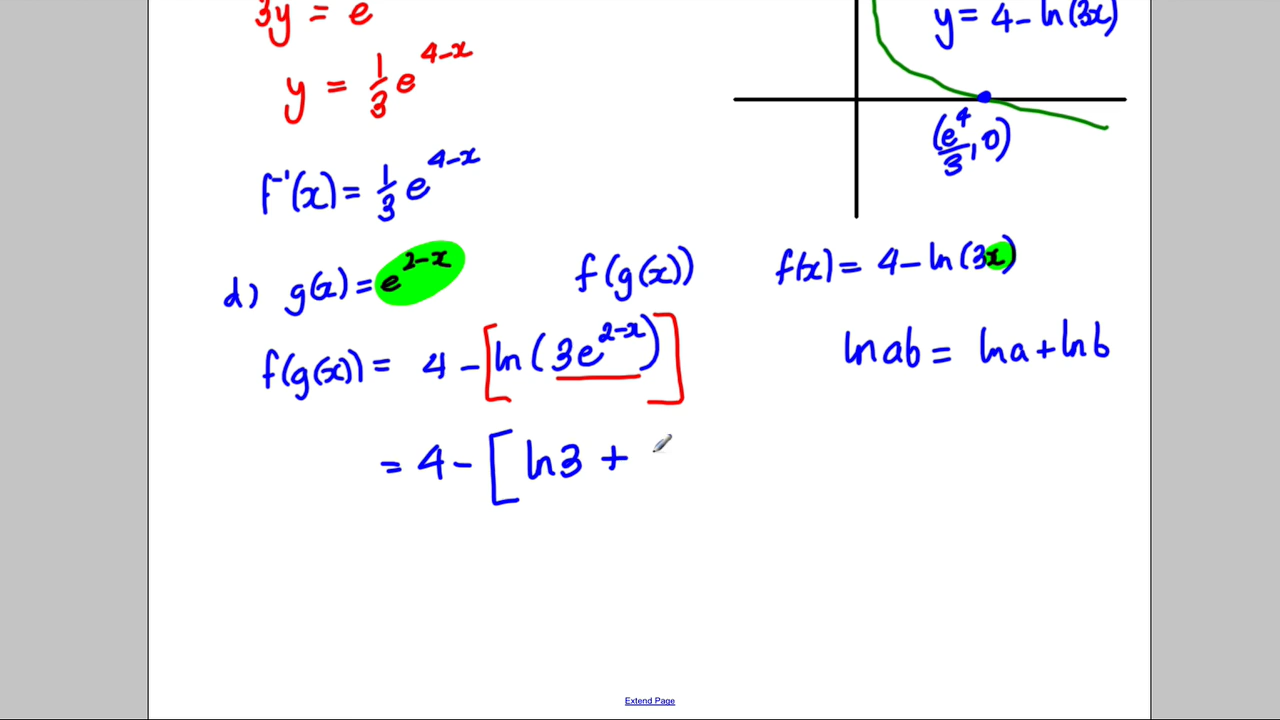 3y = e
y = 4 - ln(3x)
y = 1/3 e^{4-x}
(e^4/3, 0)
f^{-1}(x) = 1/3 e^{4-x}
d) g(x) = e^{2-x} f(g(x)) f(x) = 4 - ln(3x)
f(g(x)) = 4 - [ln(3e^{2-x})] ln ab = ln a + ln b
= 4 - [ ln3 +
Extend Page